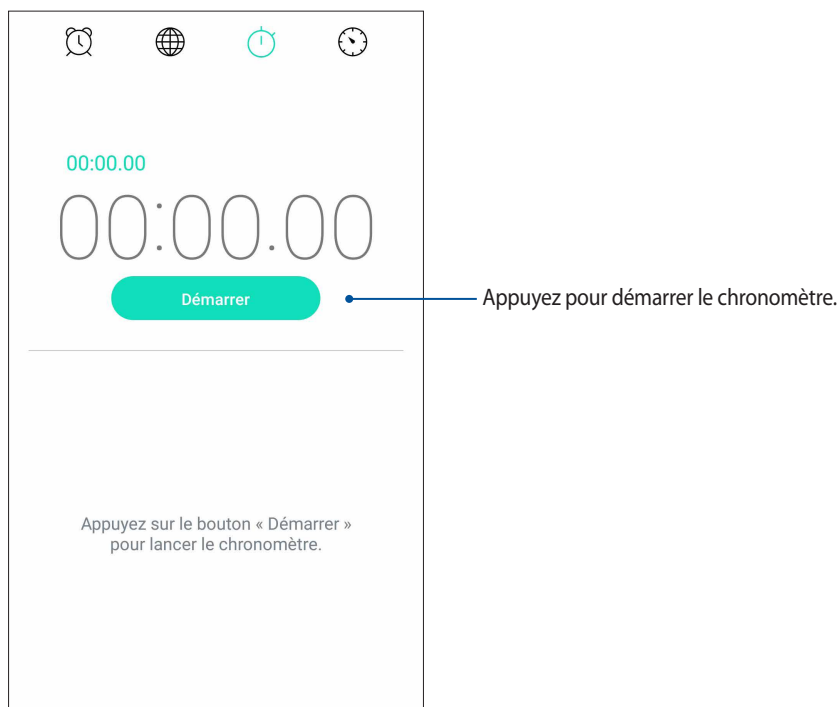 00:00.00
00:00.00
Démarrer
Appuyez pour démarrer le chronomètre.
Appuyez sur le bouton « Démarrer »
pour lancer le chronomètre.